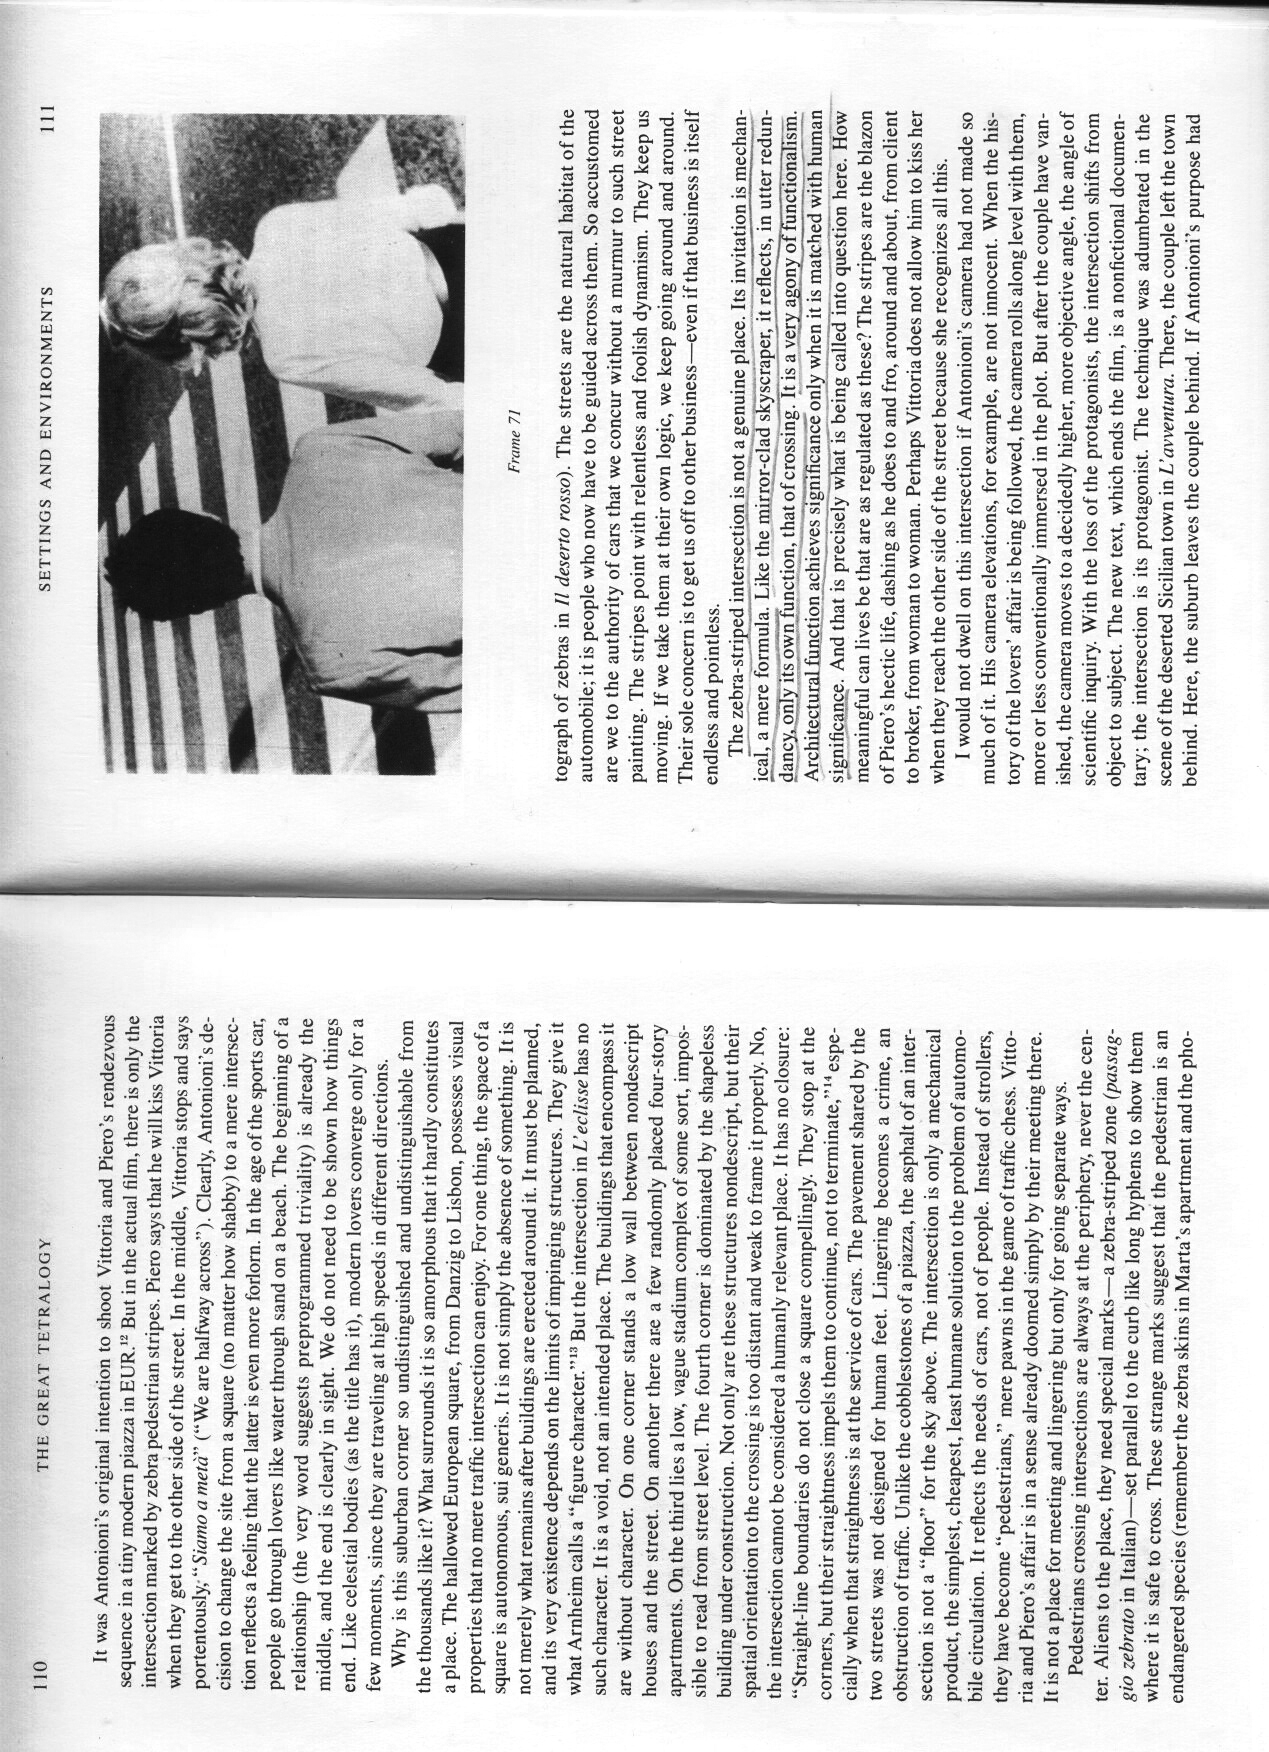 110
THE GREAT TETRALOGY
It was Antonioni's original intention to shoot Vittoria and Piero's rendezvous
sequence in a tiny modern piazza in EUR.¹² But in the actual film, there is only the
intersection marked by zebra pedestrian stripes. Piero says that he will kiss Vittoria
when they get to the other side of the street. In the middle, Vittoria stops and says
portentously, "Siamo a metà" ("We are halfway across"). Clearly, Antonioni's de-
cision to change the site from a square (no matter how shabby) to a mere intersec-
tion reflects a feeling that the latter is even more forlorn. In the age of the sports car,
people go through lovers like water through sand on a beach. The beginning of a
relationship (the very word suggests preprogrammed triviality) is already the
middle, and the end is clearly in sight. We do not need to be shown how things
end. Like celestial bodies (as the title has it), modern lovers converge only for a
few moments, since they are traveling at high speeds in different directions.
Why is this suburban corner so undistinguished and undistinguishable from
the thousands like it? What surrounds it is so amorphous that it hardly constitutes
a place. The hallowed European square, from Danzig to Lisbon, possesses visual
properties that no mere traffic intersection can enjoy. For one thing, the space of a
square is autonomous, sui generis. It is not simply the absence of something. It is
not merely what remains after buildings are erected around it. It must be planned,
and its very existence depends on the limits of impinging structures. They give it
what Arnheim calls a "figure character."¹³ But the intersection in L'eclisse has no
such character. It is a void, not an intended place. The buildings that encompass it
are without character. On one corner stands a low wall between nondescript
houses and the street. On another there are a few randomly placed four-story
apartments. On the third lies a low, vague stadium complex of some sort, impos-
sible to read from street level. The fourth corner is dominated by the shapeless
building under construction. Not only are these structures nondescript, but their
spatial orientation to the crossing is too distant and weak to frame it properly. No,
the intersection cannot be considered a humanly relevant place. It has no closure:
"Straight-line boundaries do not close a square compellingly. They stop at the
corners, but their straightness impels them to continue, not to terminate,"¹⁴ espe-
cially when that straightness is at the service of cars. The pavement shared by the
two streets was not designed for human feet. Lingering becomes a crime, an
obstruction of traffic. Unlike the cobblestones of a piazza, the asphalt of an inter-
section is not a "floor" for the sky above. The intersection is only a mechanical
product, the simplest, cheapest, least humane solution to the problem of automo-
bile circulation. It reflects the needs of cars, not of people. Instead of strollers,
they have become "pedestrians," mere pawns in the game of traffic chess. Vitto-
ria and Piero's affair is in a sense already doomed simply by their meeting there.
It is not a place for meeting and lingering but only for going separate ways.
Pedestrians crossing intersections are always at the periphery, never the cen-
ter. Aliens to the place, they need special marks—a zebra-striped zone (passag-
gio zebrato in Italian)—set parallel to the curb like long hyphens to show them
where it is safe to cross. These strange marks suggest that the pedestrian is an
endangered species (remember the zebra skins in Marta's apartment and the pho-
SETTINGS AND ENVIRONMENTS
111
Frame 71
tograph of zebras in Il deserto rosso). The streets are the natural habitat of the
automobile; it is people who now have to be guided across them. So accustomed
are we to the authority of cars that we concur without a murmur to such street
painting. The stripes point with relentless and foolish dynamism. They keep us
moving. If we take them at their own logic, we keep going around and around.
Their sole concern is to get us off to other business—even if that business is itself
endless and pointless.
The zebra-striped intersection is not a genuine place. Its invitation is mechan-
ical, a mere formula. Like the mirror-clad skyscraper, it reflects, in utter redun-
dancy, only its own function, that of crossing. It is a very agony of functionalism.
Architectural function achieves significance only when it is matched with human
significance. And that is precisely what is being called into question here. How
meaningful can lives be that are as regulated as these? The stripes are the blazon
of Piero's hectic life, dashing as he does to and fro, around and about, from client
to broker, from woman to woman. Perhaps Vittoria does not allow him to kiss her
when they reach the other side of the street because she recognizes all this.
I would not dwell on this intersection if Antonioni's camera had not made so
much of it. His camera elevations, for example, are not innocent. When the his-
tory of the lovers' affair is being followed, the camera rolls along level with them,
more or less conventionally immersed in the plot. But after the couple have van-
ished, the camera moves to a decidedly higher, more objective angle, the angle of
scientific inquiry. With the loss of the protagonists, the intersection shifts from
object to subject. The new text, which ends the film, is a nonfictional documen-
tary; the intersection is its protagonist. The technique was adumbrated in the
scene of the deserted Sicilian town in L'avventura. There, the couple left the town
behind. Here, the suburb leaves the couple behind. If Antonioni's purpose had